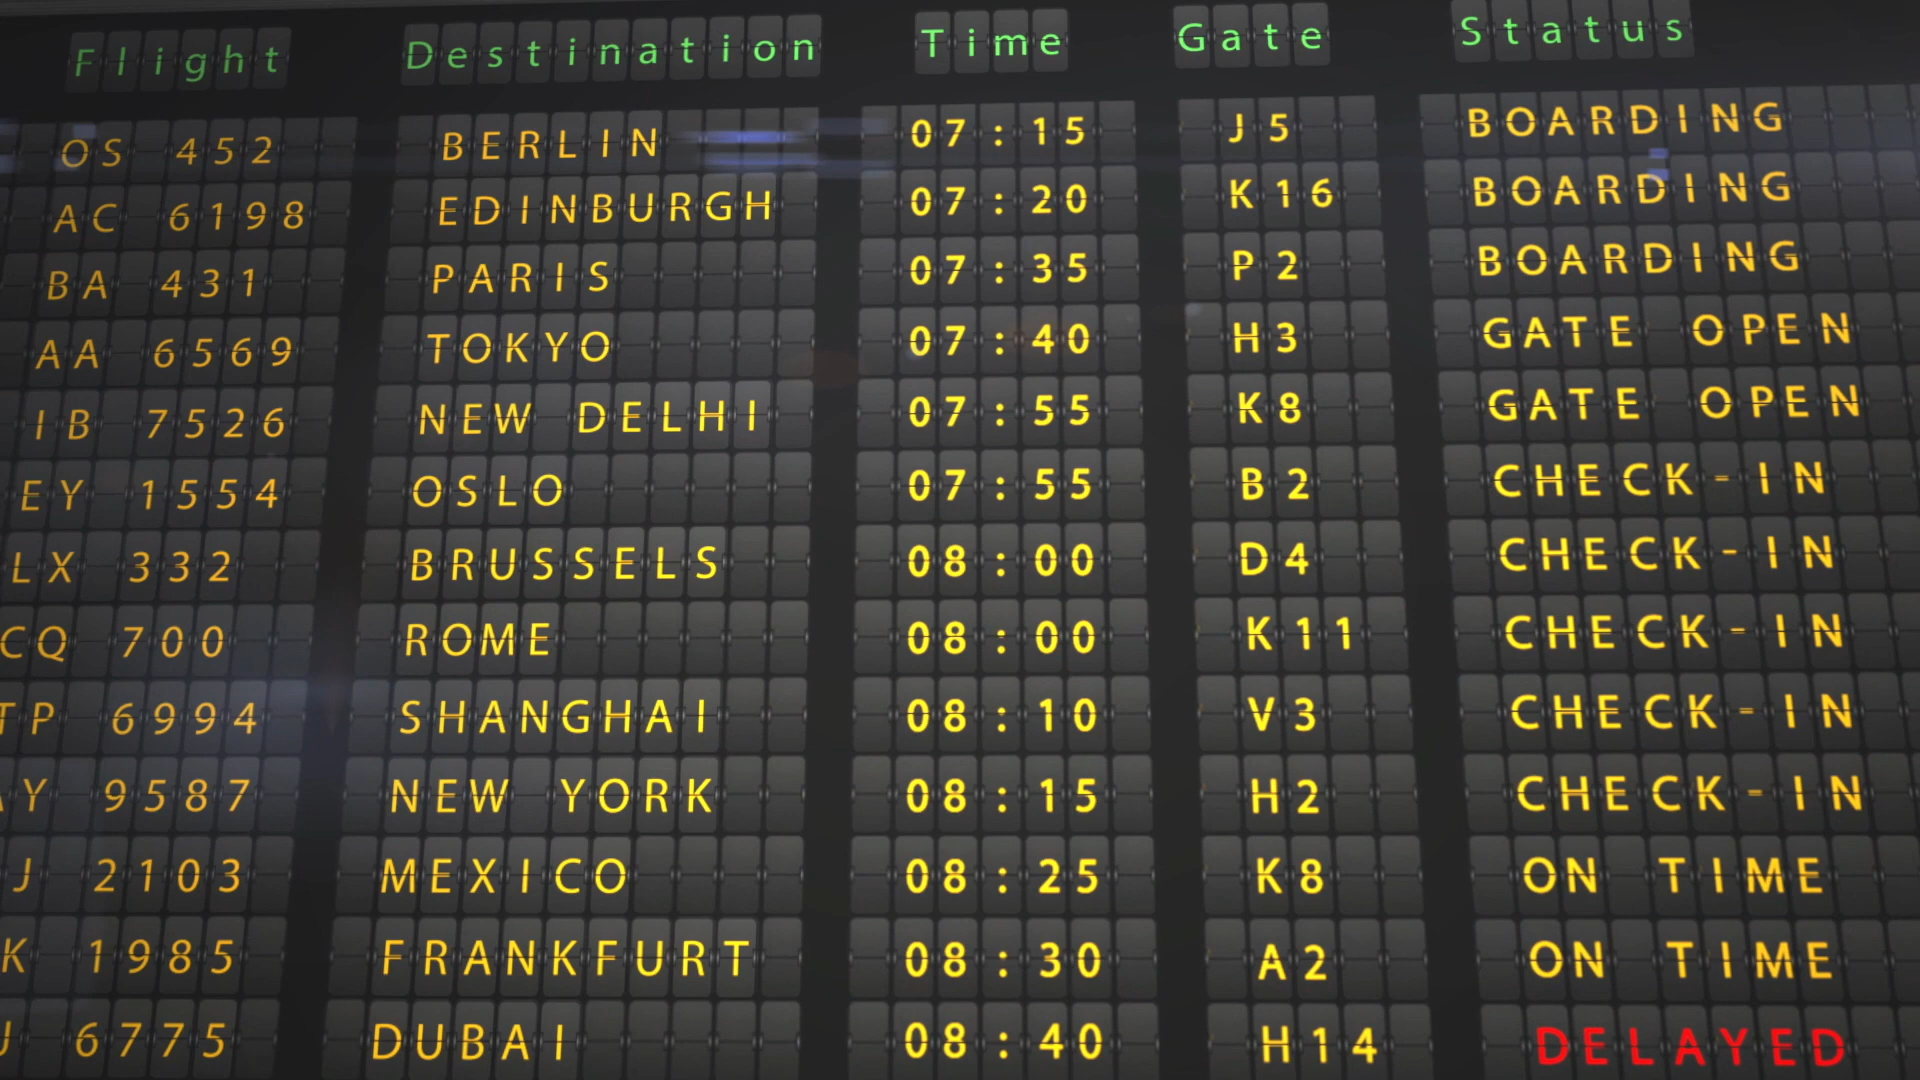 Flight Destination Time Gate Status
OS 452 BERLIN 07:15 J5 BOARDING
AC 6198 EDINBURGH 07:20 K16 BOARDING
BA 431 PARIS 07:35 P2 BOARDING
AA 6569 TOKYO 07:40 H3 GATE OPEN
IB 7526 NEW DELHI 07:55 K8 GATE OPEN
EY 1554 OSLO 07:55 B2 CHECK-IN
LX 332 BRUSSELS 08:00 D4 CHECK-IN
CQ 700 ROME 08:00 K11 CHECK-IN
TP 6994 SHANGHAI 08:10 V3 CHECK-IN
AY 9587 NEW YORK 08:15 H2 CHECK-IN
J 2103 MEXICO 08:25 K8 ON TIME
K 1985 FRANKFURT 08:30 A2 ON TIME
6775 DUBAI 08:40 H14 DELAYED